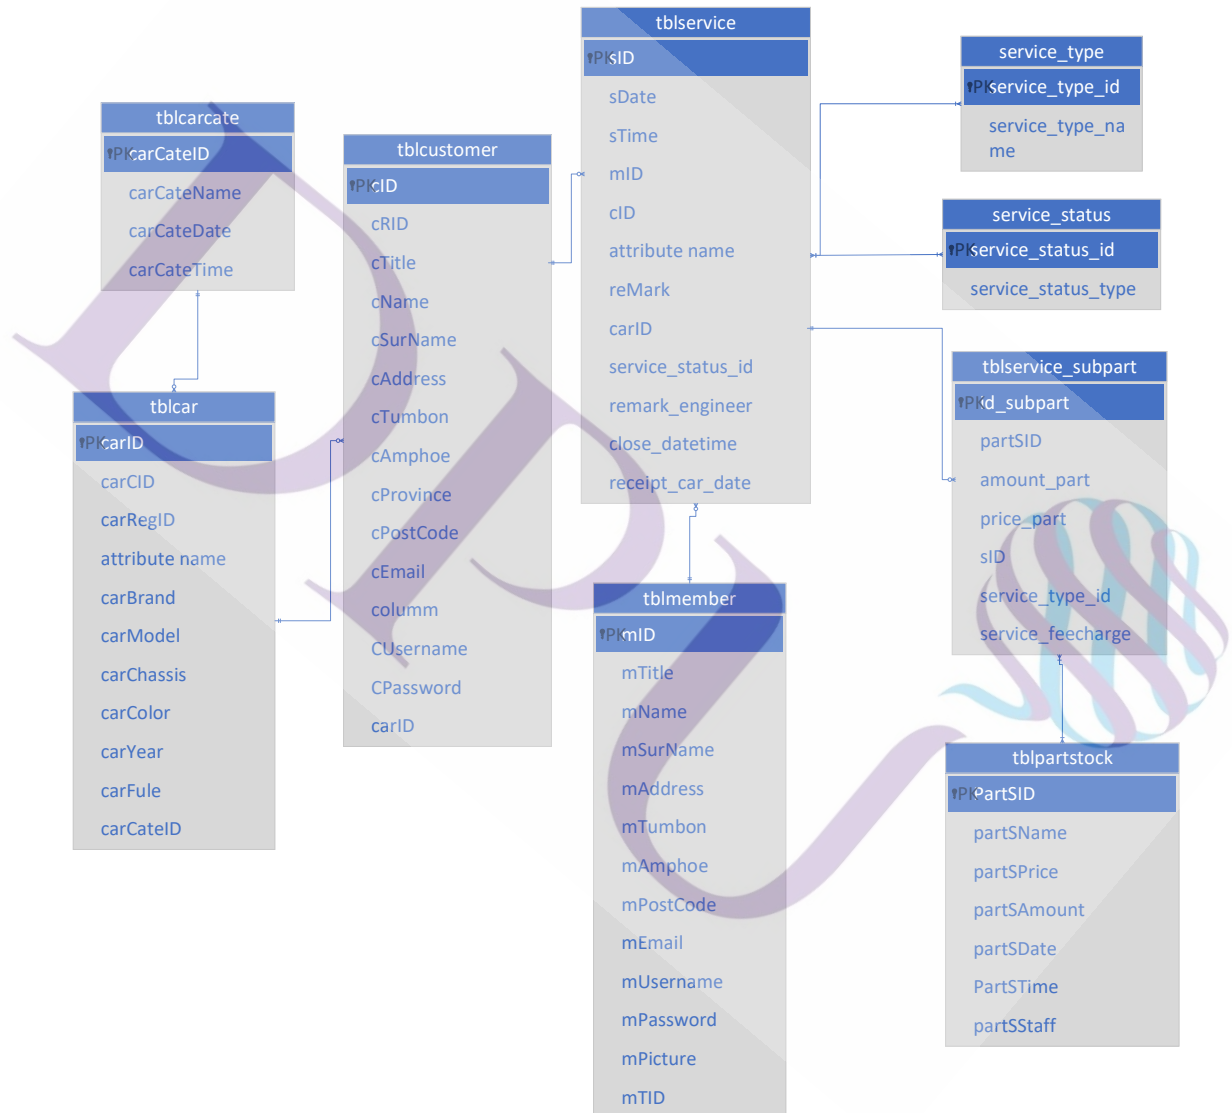 tblservice
PK sID
sDate
sTime
mID
cID
attribute name
reMark
carID
service_status_id
remark_engineer
close_datetime
receipt_car_date
service_type
PK service_type_id
service_type_na
me
service_status
PK service_status_id
service_status_type
tblcarcate
PK carCateID
carCateName
carCateDate
carCateTime
tblcustomer
PK cID
cRID
cTitle
cName
cSurName
cAddress
cTumbon
cAmphoe
cProvince
cPostCode
cEmail
columm
CUsername
CPassword
carID
tblservice_subpart
PK id_subpart
partSID
amount_part
price_part
sID
service_type_id
service_feecharge
tblcar
PK carID
carCID
carRegID
attribute name
carBrand
carModel
carChassis
carColor
carYear
carFule
carCateID
tblmember
PK mID
mTitle
mName
mSurName
mAddress
mTumbon
mAmphoe
mPostCode
mEmail
mUsername
mPassword
mPicture
mTID
tblpartstock
PK PartSID
partSName
partSPrice
partSAmount
partSDate
PartSTime
partSStaff
DPU